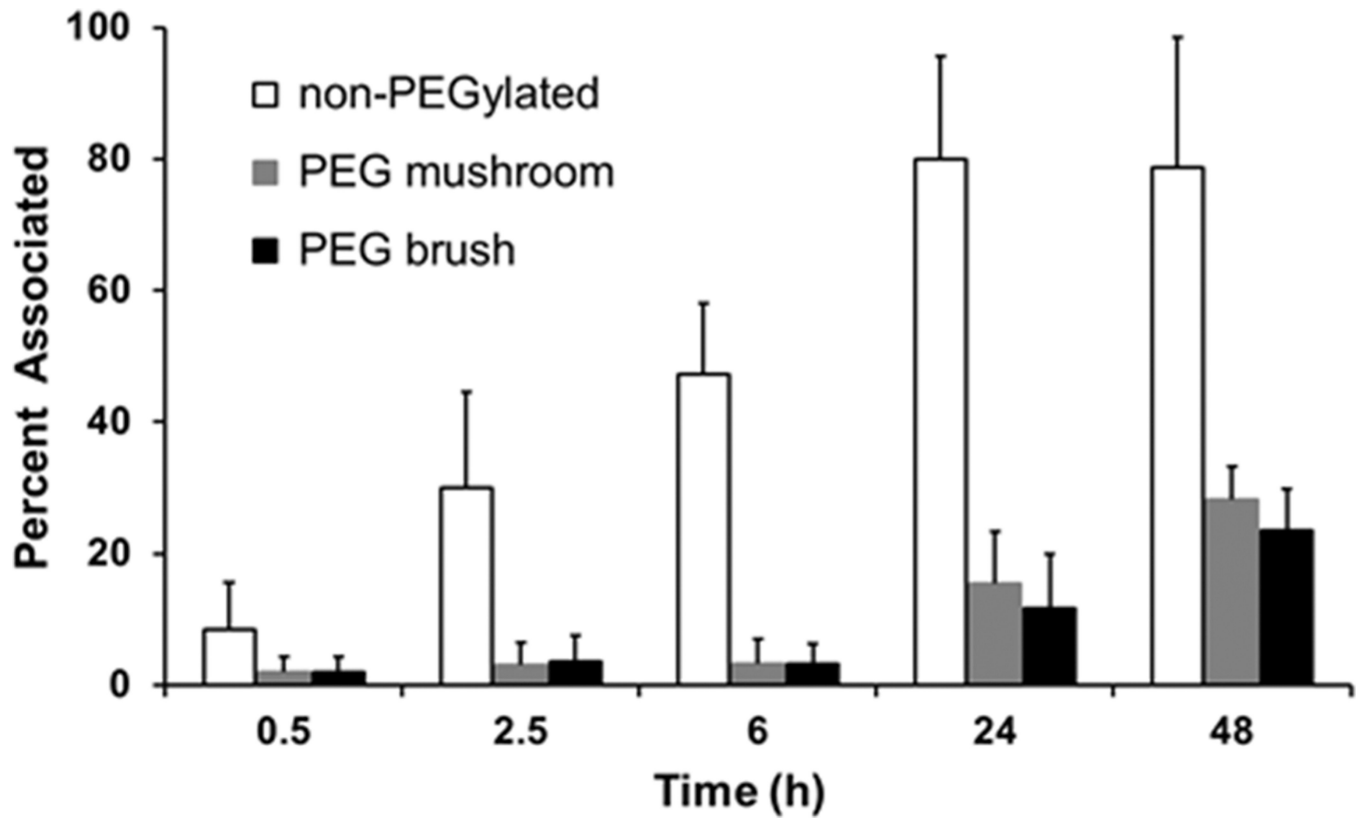 100
80
60
40
20
0
Percent Associated
non-PEGylated
PEG mushroom
PEG brush
0.5 2.5 6 24 48
Time (h)